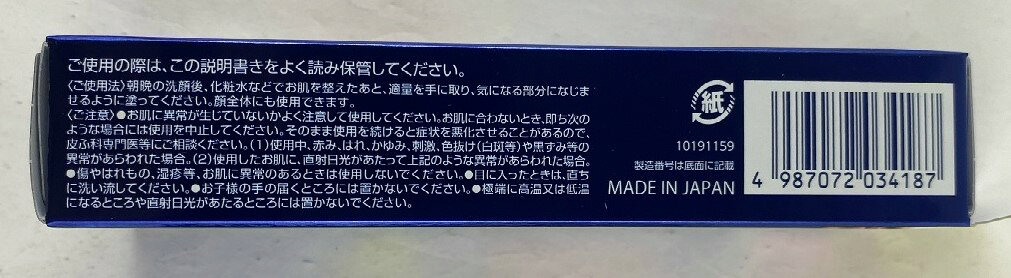 ご使用の際は、この説明書きをよく読み保管してください。
〈ご使用法〉朝晩の洗顔後、化粧水などでお肌を整えたあと、適量を手に取り、気になる部分になじま
せるように塗ってください。顔全体にも使用できます。
〈ご注意〉●お肌に異常が生じていないかよく注意して使用してください。お肌に合わないとき、即ち次の
ような場合には使用を中止してください。そのまま使用を続けると症状を悪化させることがあるので、
皮ふ科専門医等にご相談ください。(1)使用中、赤み、はれ、かゆみ、刺激、色抜け(白斑等)や黒ずみ等の
異常があらわれた場合。(2)使用したお肌に、直射日光があたって上記のような異常があらわれた場合。
●傷やはれもの、湿疹等、お肌に異常のあるときは使用しないでください。●目に入ったときは、直ち
に洗い流してください。●お子様の手の届くところには置かないでください。●極端に高温又は低温
になるところや直射日光があたるところには置かないでください。
紙
10191159
製造番号は底面に記載
MADE IN JAPAN
4 987072 034187